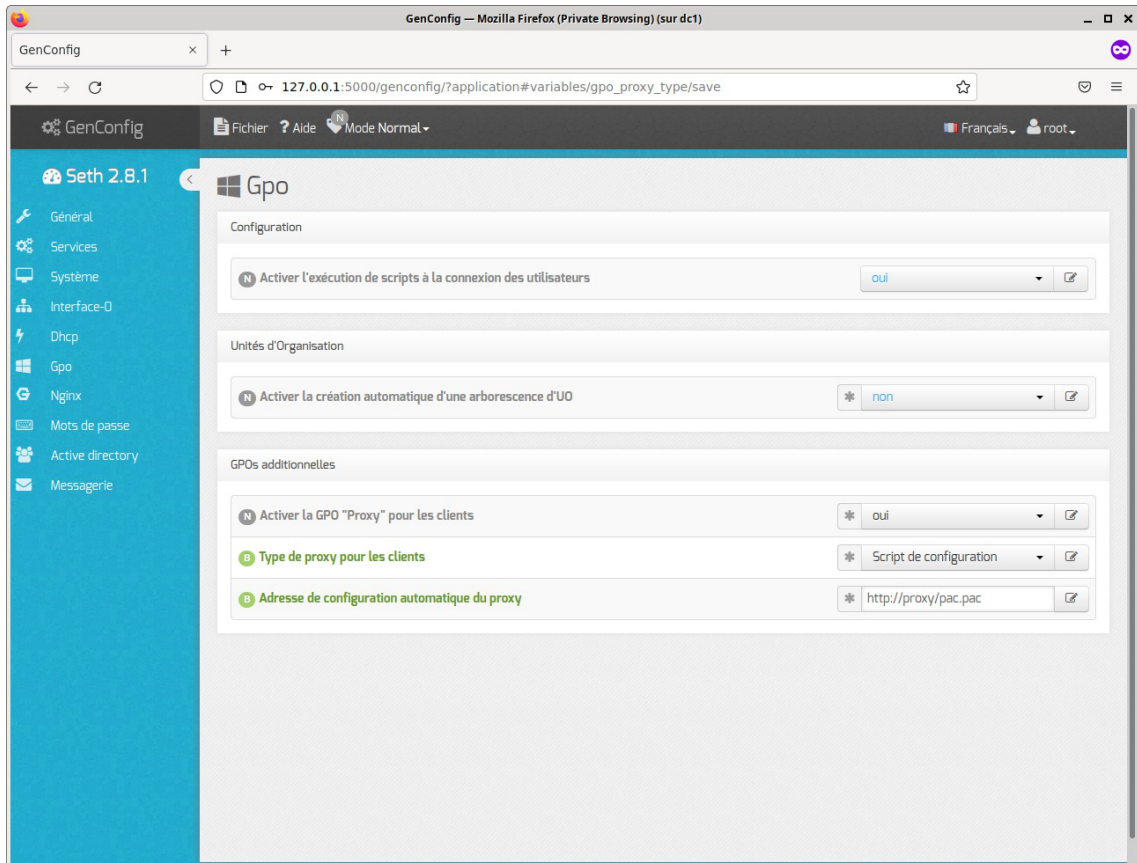 GenConfig — Mozilla Firefox (Private Browsing) (sur dc1)
GenConfig
127.0.0.1:5000/genconfig/?application#variables/gpo_proxy_type/save
GenConfig
Fichier ? Aide N Mode Normal
Français root
Seth 2.8.1
Général
Services
Système
Interface-0
Dhcp
Gpo
Nginx
Mots de passe
Active directory
Messagerie
Gpo
Configuration
N Activer l'exécution de scripts à la connexion des utilisateurs oui
Unités d'Organisation
N Activer la création automatique d'une arborescence d'UO * non
GPOs additionnelles
N Activer la GPO "Proxy" pour les clients * oui
B Type de proxy pour les clients * Script de configuration
B Adresse de configuration automatique du proxy * http://proxy/pac.pac